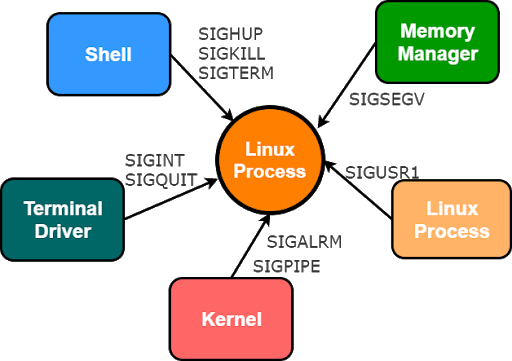 Shell
SIGHUP
SIGKILL
SIGTERM
Memory
Manager
SIGSEGV
Linux
Process
SIGINT
SIGQUIT
SIGUSR1
Terminal
Driver
Linux
Process
SIGALRM
SIGPIPE
Kernel